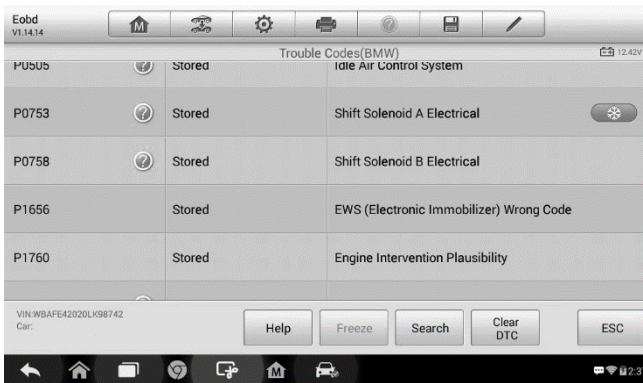 Eobd
V1.14.14
Trouble Codes(BMW)
12.42V
P0505 Stored Idle Air Control System
P0753 Stored Shift Solenoid A Electrical
P0758 Stored Shift Solenoid B Electrical
P1656 Stored EWS (Electronic Immobilizer) Wrong Code
P1760 Stored Engine Intervention Plausibility
VIN:WBAFE42020LK98742
Car:
Help Freeze Search Clear DTC ESC